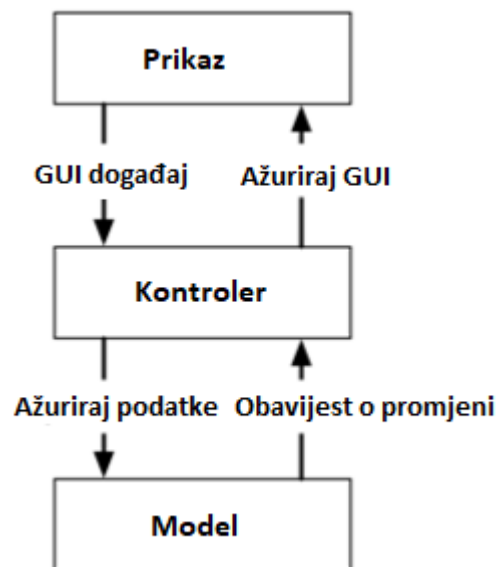 Prikaz
GUI događaj
Ažuriraj GUI
Kontroler
Ažuriraj podatke
Obavijest o promjeni
Model